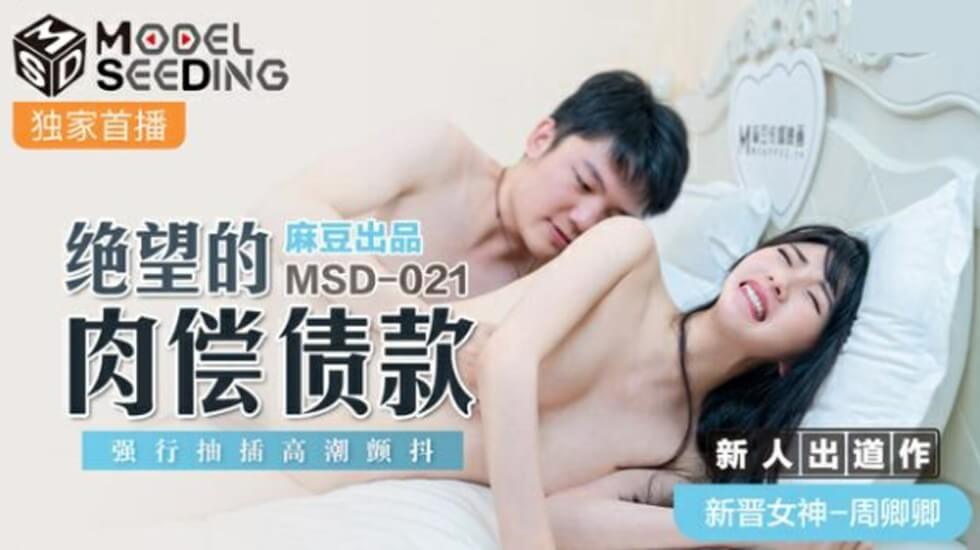 MSD
MODEL
SEEDING
独家首播
绝望的
麻豆出品
MSD-021
肉偿债款
强行抽插高潮颤抖
新人出道作
新晋女神-周卿卿